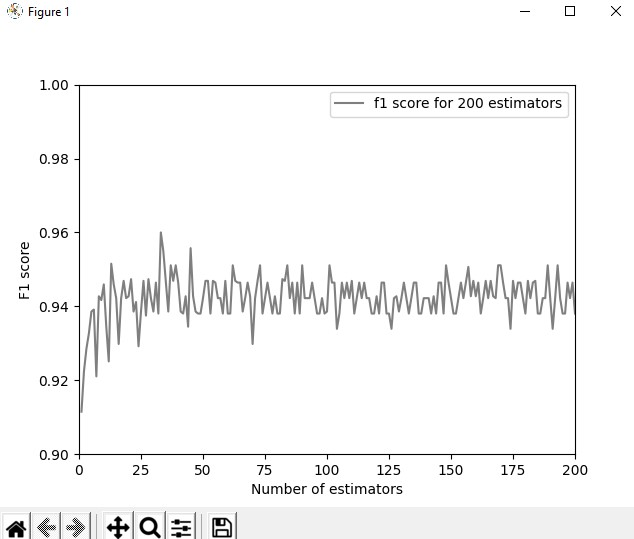 Figure 1
1.00
f1 score for 200 estimators
0.98
0.96
F1 score
0.94
0.92
0.90
0 25 50 75 100 125 150 175 200
Number of estimators